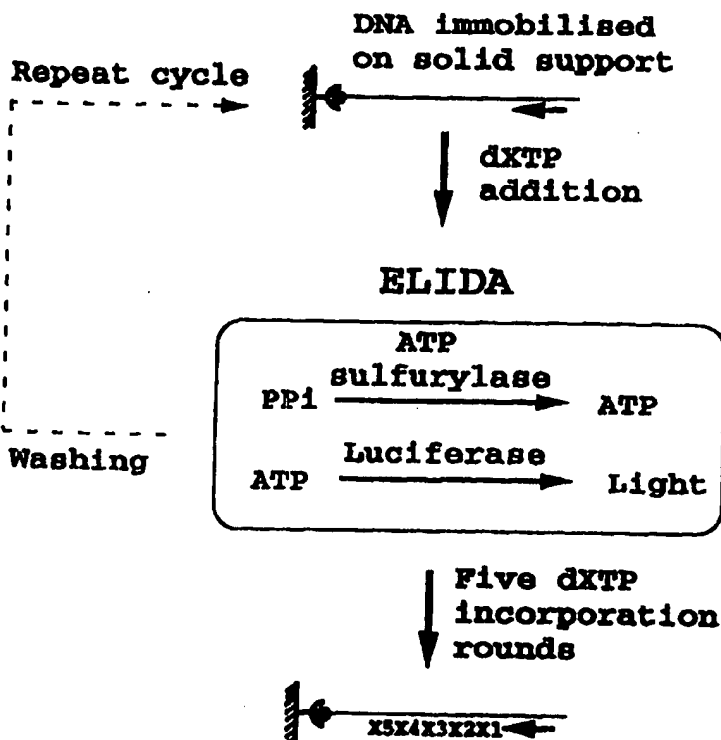 DNA immobilised
on solid support
Repeat cycle
dXTP
addition
ELIDA
ATP
sulfurylase
PPi
ATP
Luciferase
ATP
Light
Washing
Five dXTP
incorporation
rounds
X5X4X3X2X1